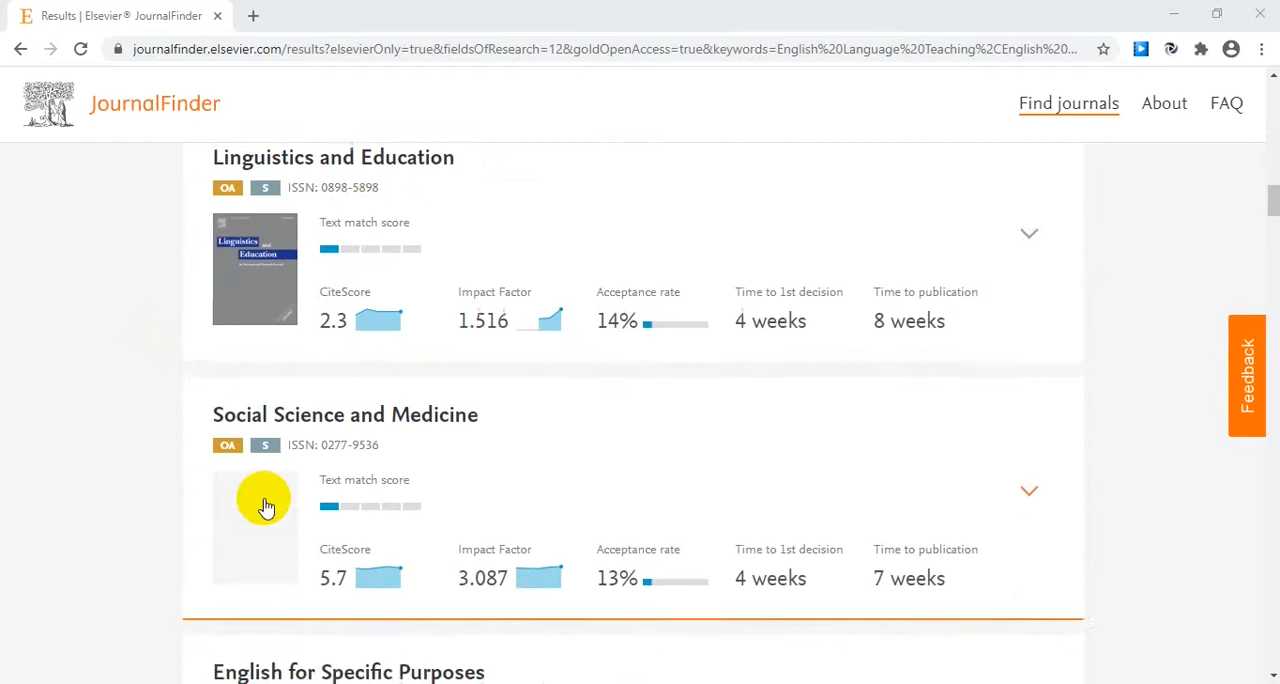 Results | Elsevier® JournalFinder
journalfinder.elsevier.com/results?elsevierOnly=true&fieldsOfResearch=12&goldOpenAccess=true&keywords=English%20Language%20Teaching%2CEnglish%20...
JournalFinder
Find journals About FAQ
Linguistics and Education
OA S ISSN: 0898-5898
Linguistics and
Education
Text match score
CiteScore Impact Factor Acceptance rate Time to 1st decision Time to publication
2.3 1.516 14% 4 weeks 8 weeks
Feedback
Social Science and Medicine
OA S ISSN: 0277-9536
Text match score
CiteScore Impact Factor Acceptance rate Time to 1st decision Time to publication
5.7 3.087 13% 4 weeks 7 weeks
English for Specific Purposes